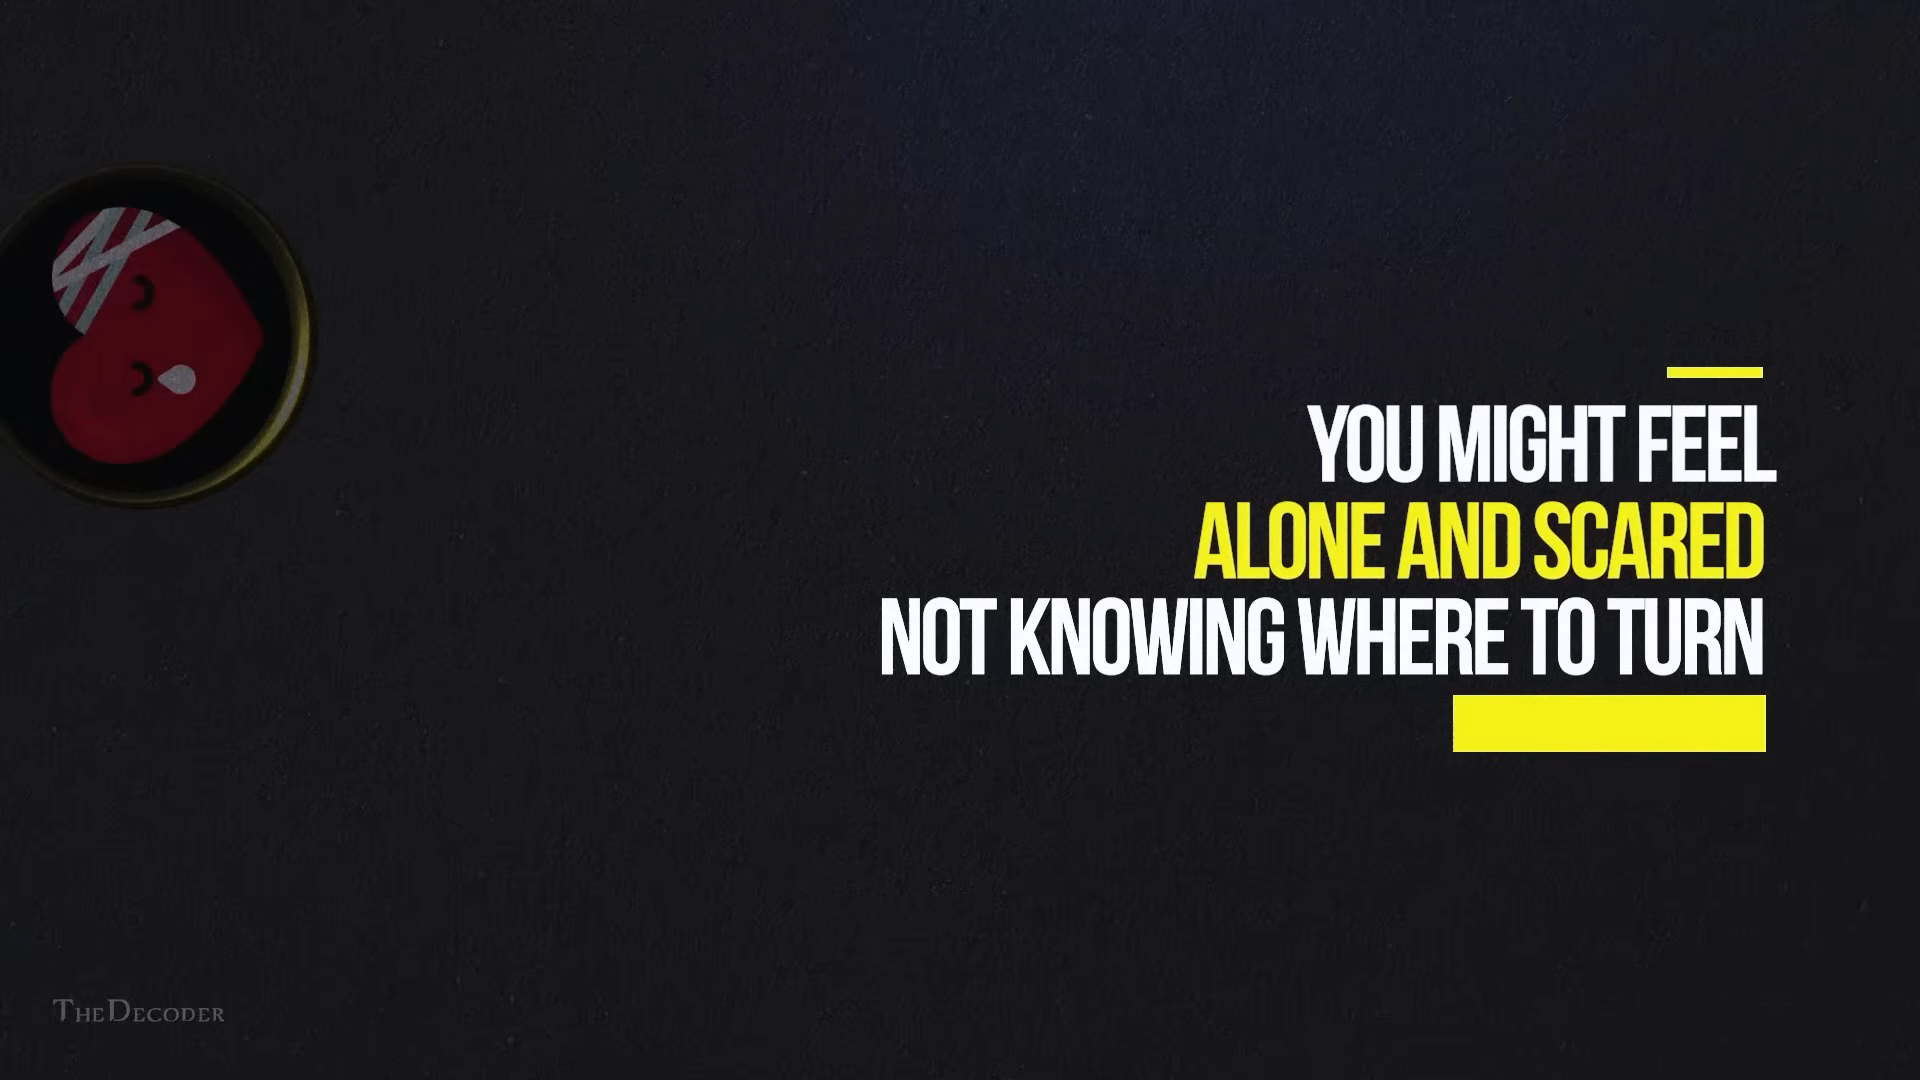 YOU MIGHT FEEL
ALONE AND SCARED
NOT KNOWING WHERE TO TURN
THEDECODER